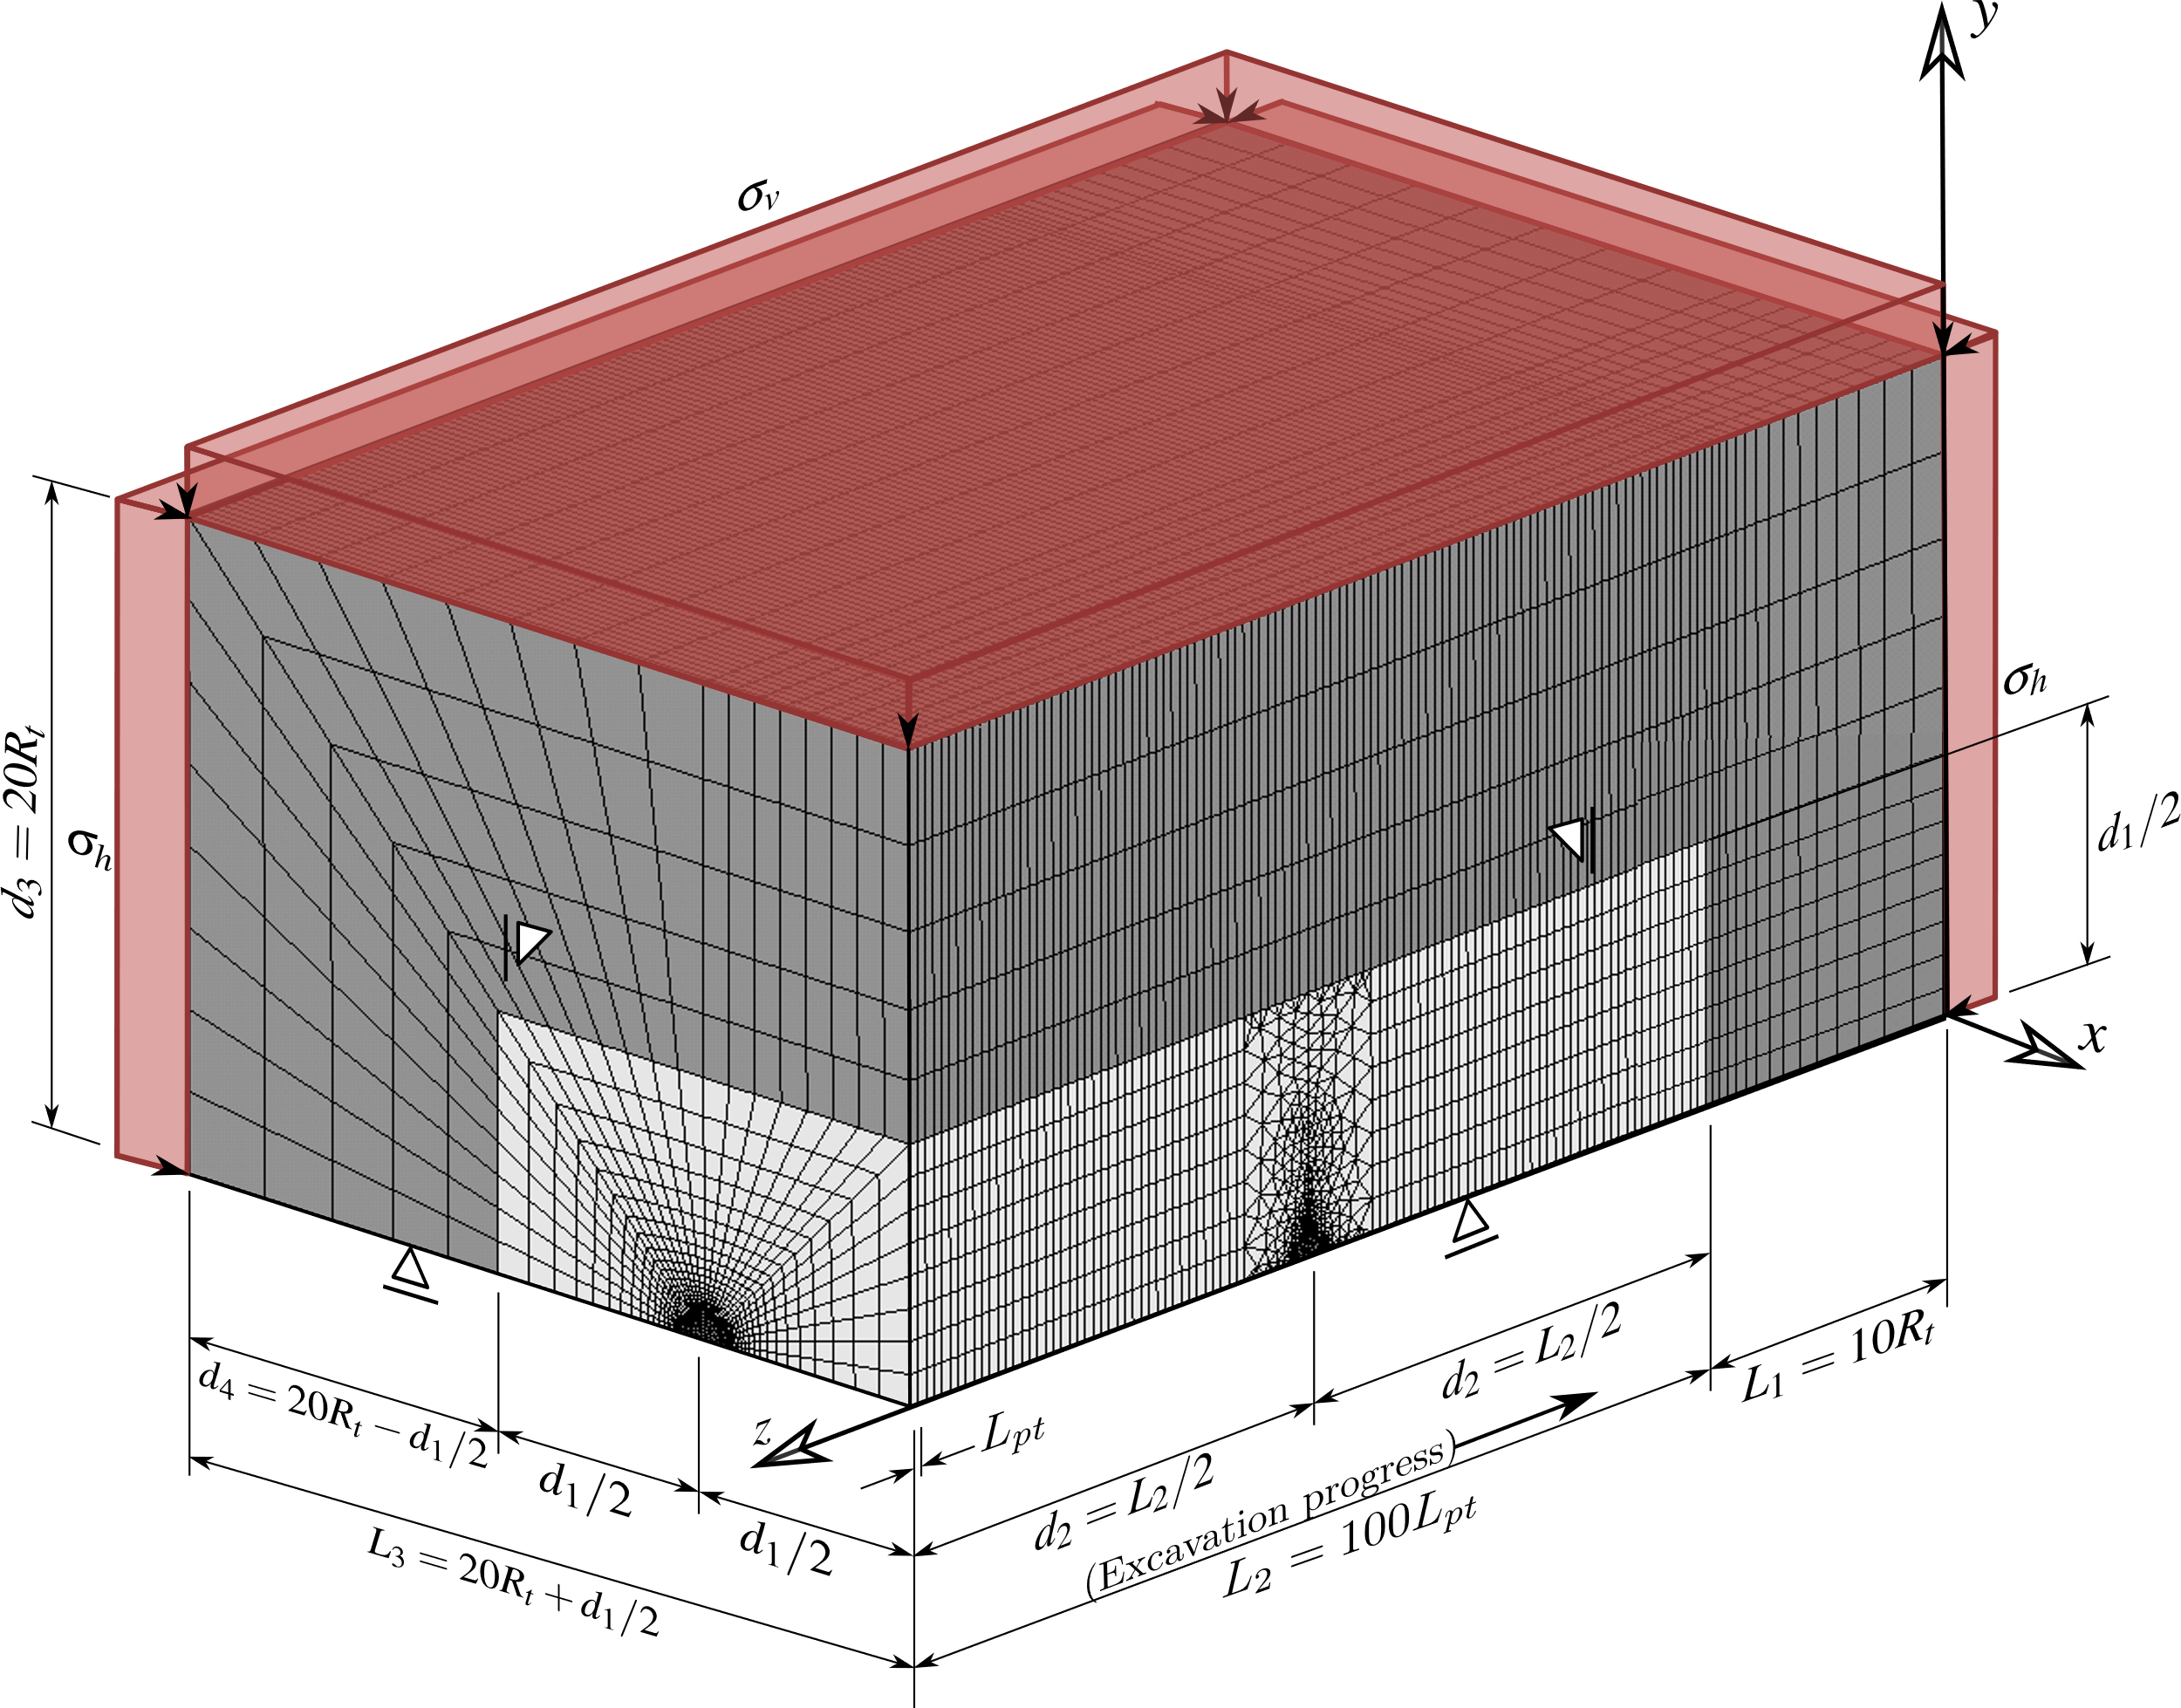 y
σᵥ
d₃ = 20Rₜ
σₕ
σₕ
d₁/2
x
z
Lₚₜ
d₄ = 20Rₜ − d₁/2
d₁/2
d₁/2
L₃ = 20Rₜ + d₁/2
d₂ = L₂/2
d₂ = L₂/2
L₁ = 10Rₜ
(Excavation progress)
L₂ = 100Lₚₜ